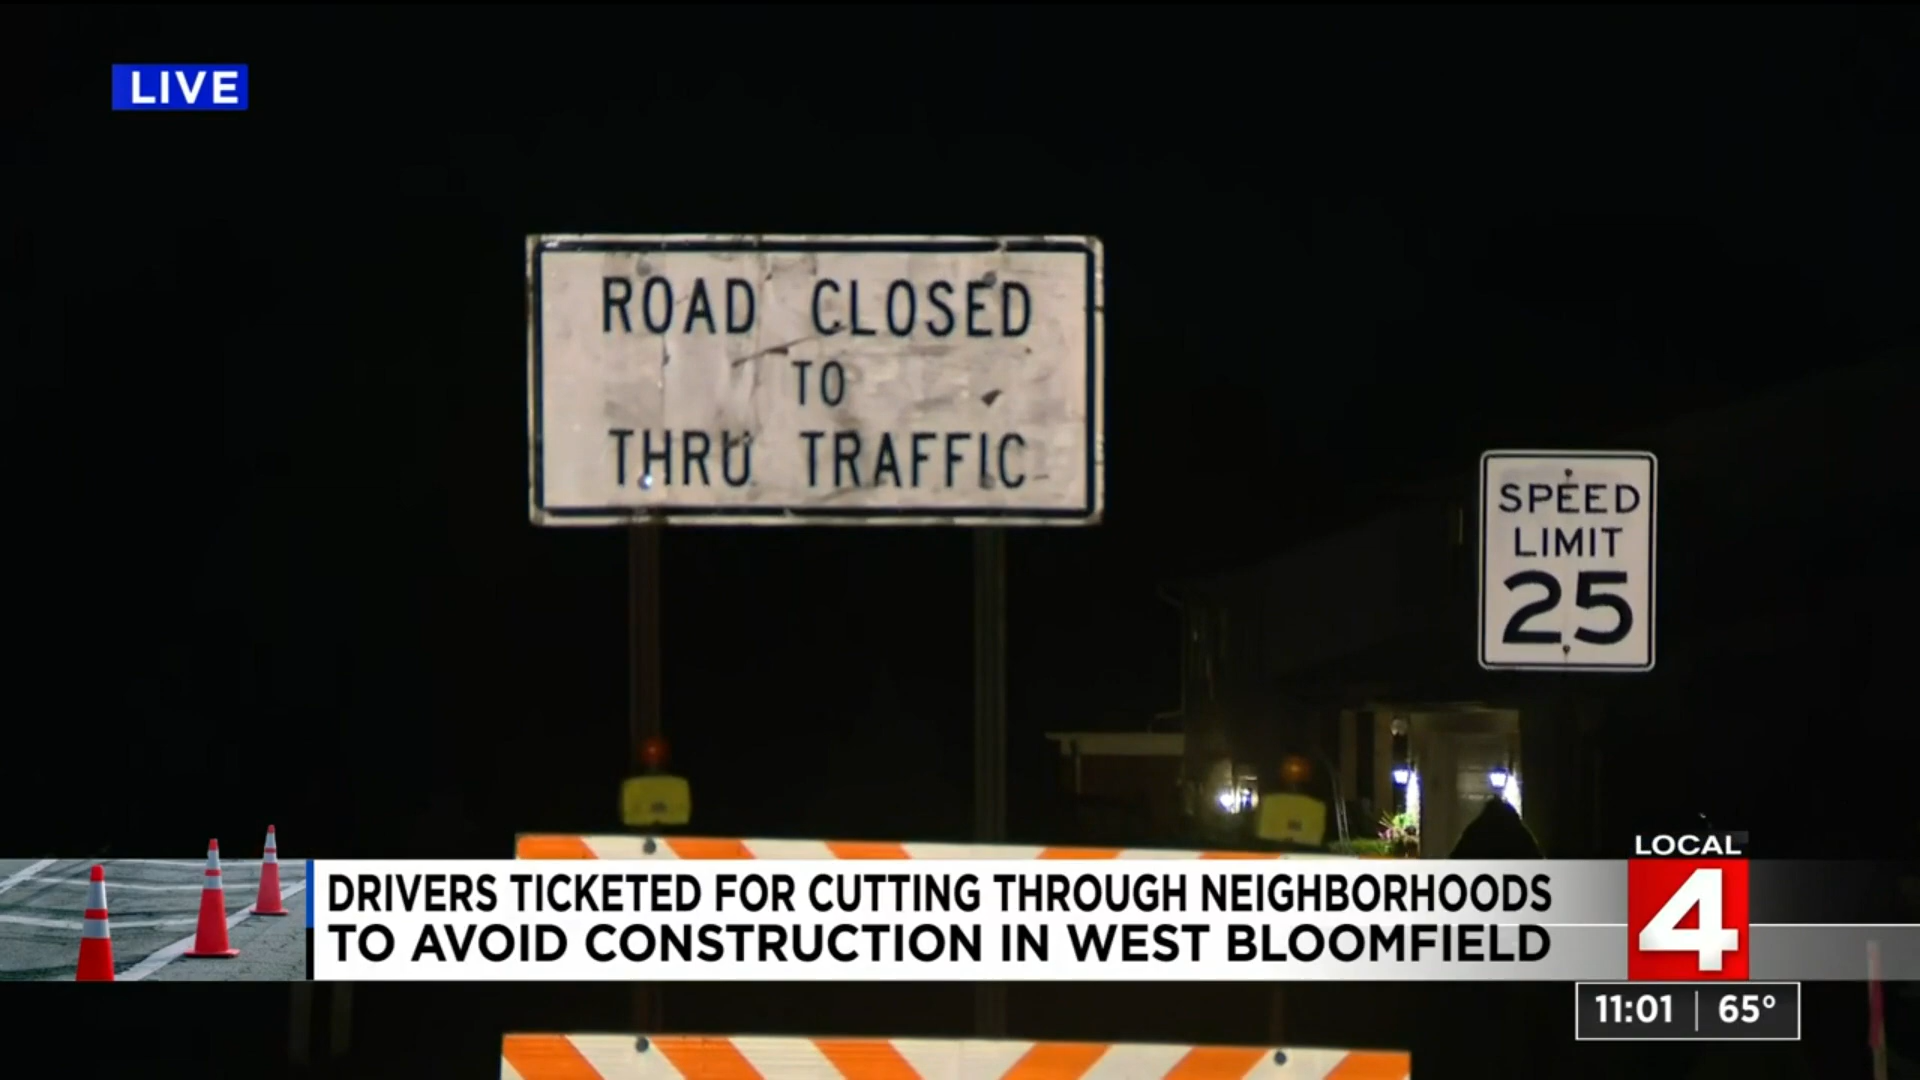 LIVE
ROAD CLOSED
TO
THRU TRAFFIC
SPEED
LIMIT
25
LOCAL
4
DRIVERS TICKETED FOR CUTTING THROUGH NEIGHBORHOODS
TO AVOID CONSTRUCTION IN WEST BLOOMFIELD
11:01 | 65°